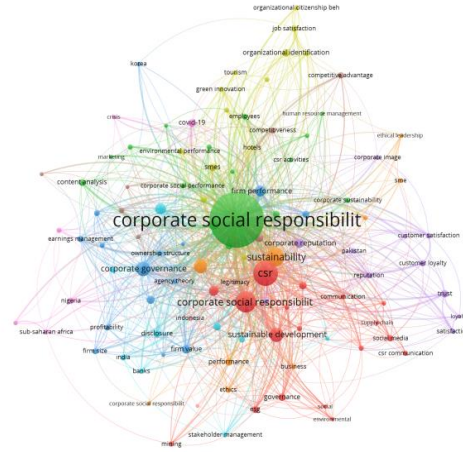 organizational citizenship beh
job satisfaction
organizational identification
korea
tourism
competitive advantage
green innovation
crisis
covid-19
employees
human resource management
competitiveness
ethical leadership
marketing
environmental performance
hotels
smes
csr activities
corporate image
content analysis
corporate social performance
firm performance
sme
corporate sustainability
corporate social responsibilit
earnings management
customer satisfaction
ownership structure
corporate reputation
pakistan
sustainability
corporate governance
agency theory
csr
customer loyalty
reputation
legitimacy
nigeria
corporate social responsibilit
communication
trust
indonesia
loyal
sub-saharan africa
profitability
disclosure
sustainable development
supply chain
satisfacti
social media
firm size
india
firm value
csr communication
banks
performance
business
ethics
governance
corporate social responsibilit
esg
social
environmental
stakeholder management
mining